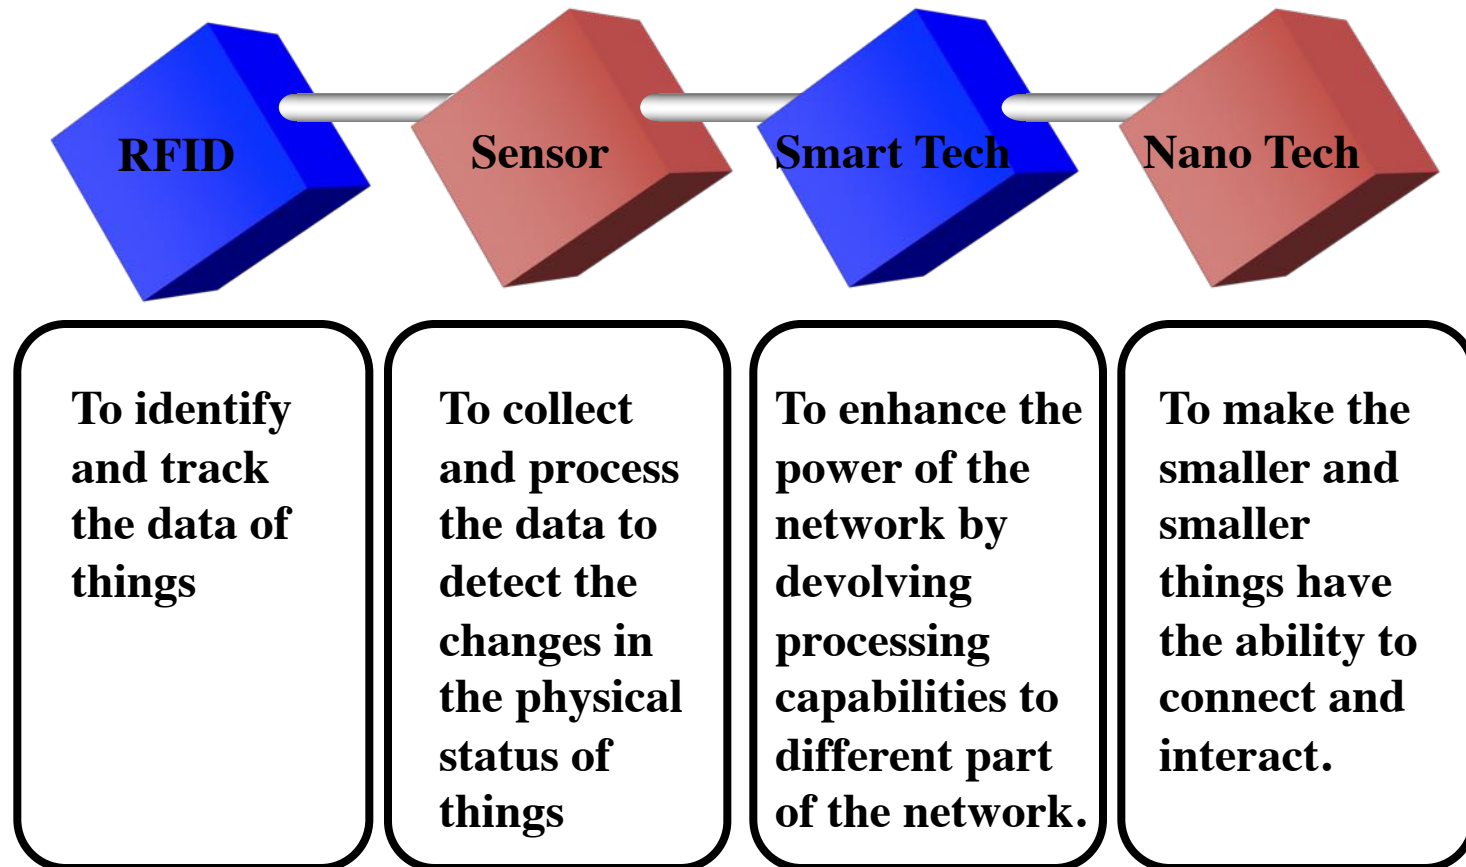 RFID
Sensor
Smart Tech
Nano Tech
To identify
and track
the data of
things
To collect
and process
the data to
detect the
changes in
the physical
status of
things
To enhance the
power of the
network by
devolving
processing
capabilities to
different part
of the network.
To make the
smaller and
smaller
things have
the ability to
connect and
interact.